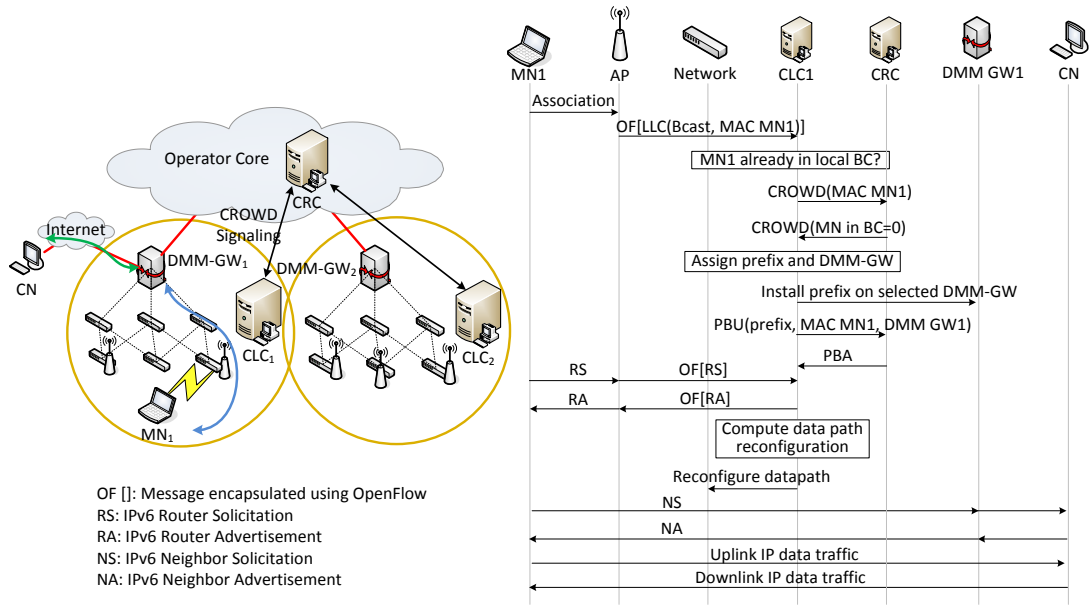 Operator Core
CRC
CROWD
Signaling
Internet
CN
DMM-GW1
DMM-GW2
CLC1
CLC2
MN1
OF []: Message encapsulated using OpenFlow
RS: IPv6 Router Solicitation
RA: IPv6 Router Advertisement
NS: IPv6 Neighbor Solicitation
NA: IPv6 Neighbor Advertisement
MN1 AP Network CLC1 CRC DMM GW1 CN
Association
OF[LLC(Bcast, MAC MN1)]
MN1 already in local BC?
CROWD(MAC MN1)
CROWD(MN in BC=0)
Assign prefix and DMM-GW
Install prefix on selected DMM-GW
PBU(prefix, MAC MN1, DMM GW1)
PBA
RS OF[RS]
RA OF[RA]
Compute data path
reconfiguration
Reconfigure datapath
NS
NA
Uplink IP data traffic
Downlink IP data traffic